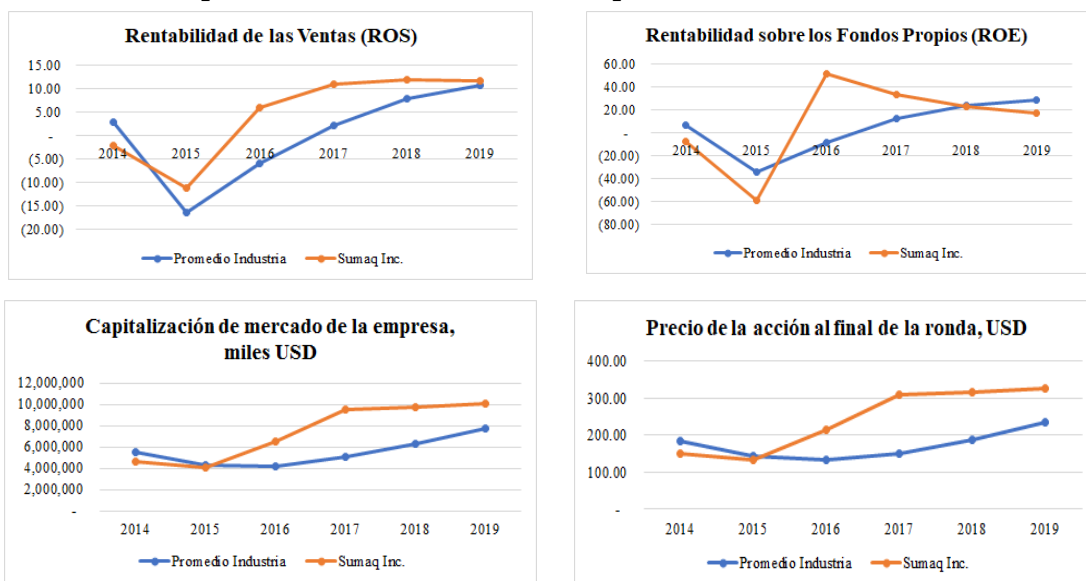 Rentabilidad de las Ventas (ROS)
15.00
10.00
5.00
-
(5.00)
(10.00)
(15.00)
(20.00)
2014 2015 2016 2017 2018 2019
Promedio Industria Sumaq Inc.
Rentabilidad sobre los Fondos Propios (ROE)
60.00
40.00
20.00
-
(20.00)
(40.00)
(60.00)
(80.00)
2014 2015 2016 2017 2018 2019
Promedio Industria Sumaq Inc.
Capitalización de mercado de la empresa,
miles USD
12,000,000
10,000,000
8,000,000
6,000,000
4,000,000
2,000,000
-
2014 2015 2016 2017 2018 2019
Promedio Industria Sumaq Inc.
Precio de la acción al final de la ronda, USD
400.00
300.00
200.00
100.00
-
2014 2015 2016 2017 2018 2019
Promedio Industria Sumaq Inc.